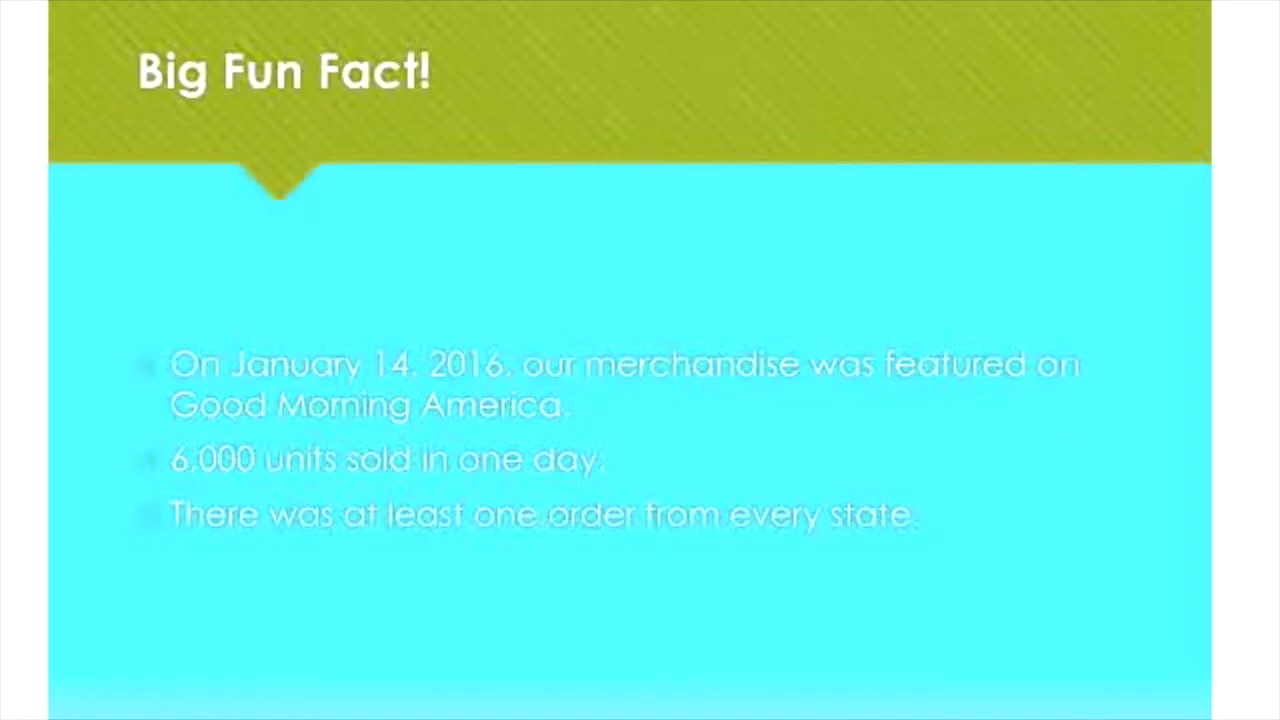 Big Fun Fact!
On January 14, 2016, our merchandise was featured on
Good Morning America.
6,000 units sold in one day.
There was at least one order from every state.